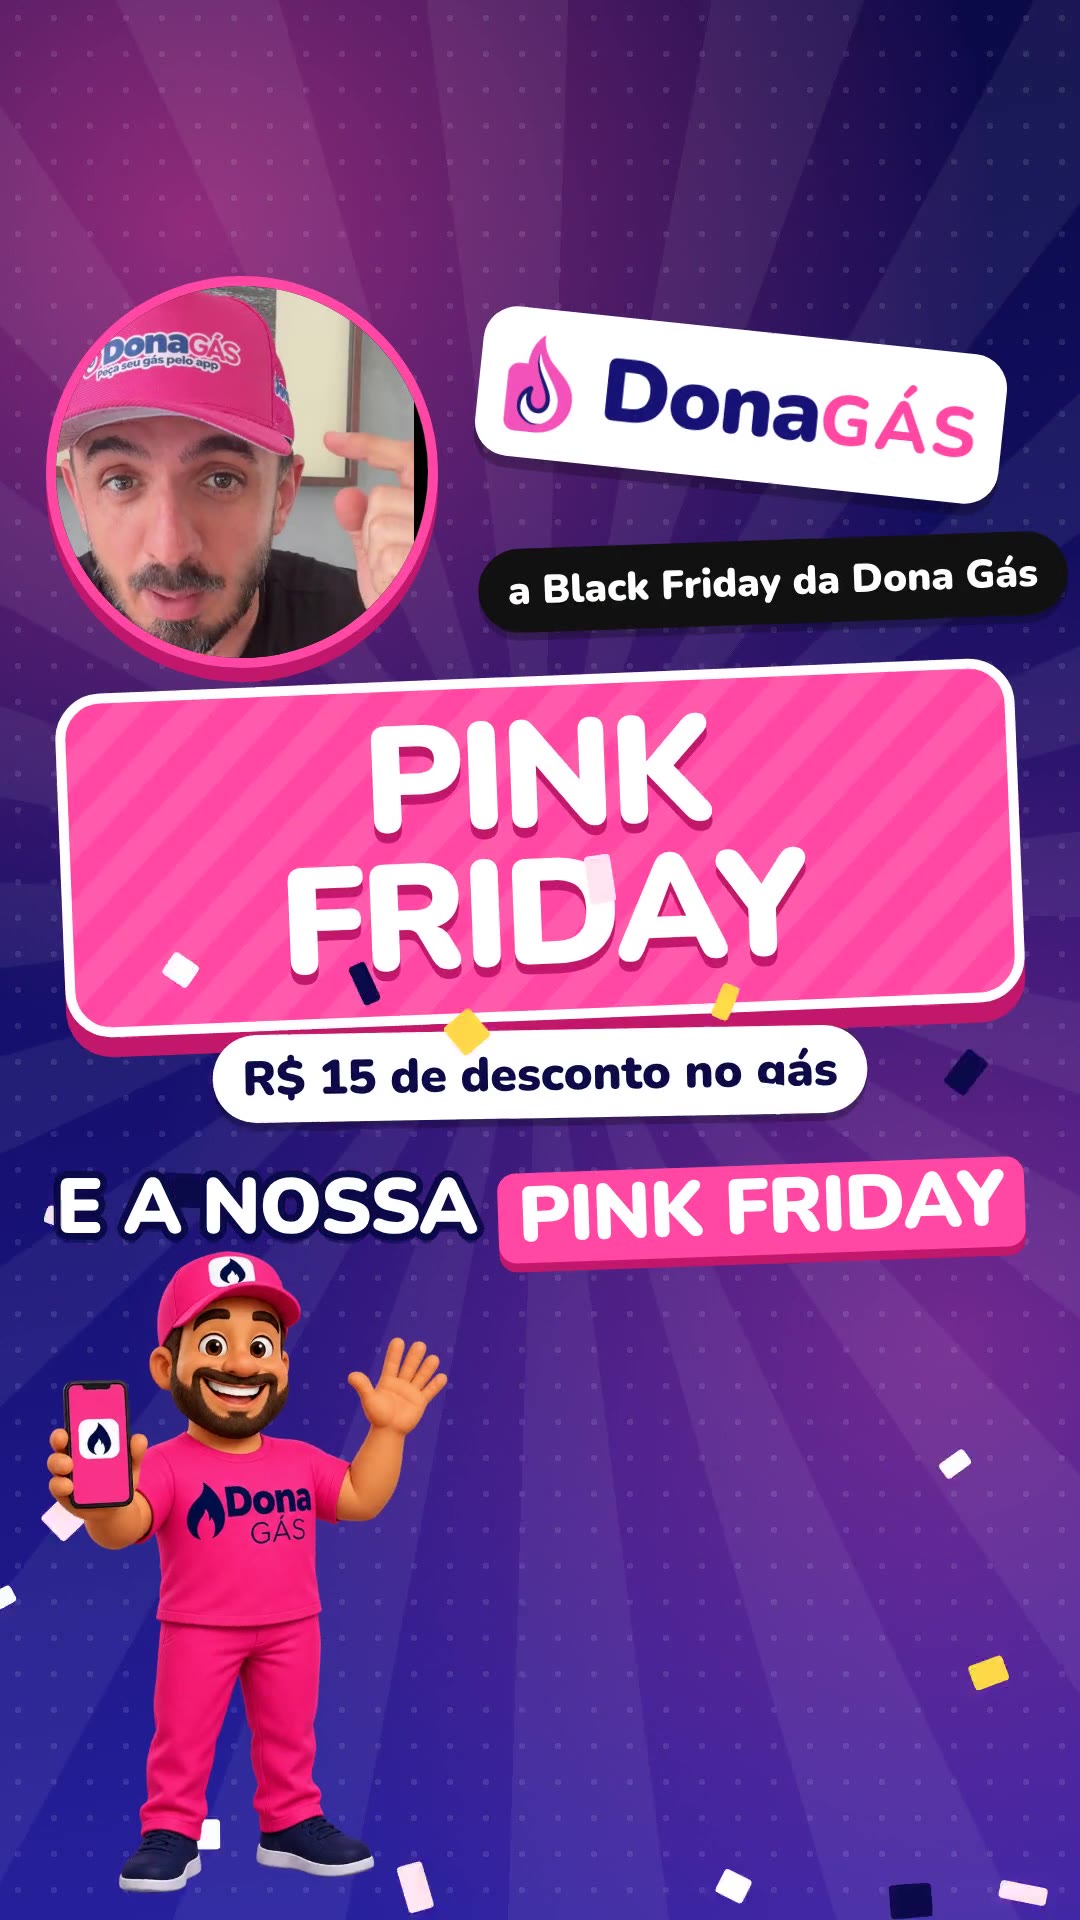 DonaGÁS
Peça seu gás pelo app
DonaGÁS
a Black Friday da Dona Gás
PINK
FRIDAY
R$ 15 de desconto no gás
E A NOSSA PINK FRIDAY
Dona
GÁS